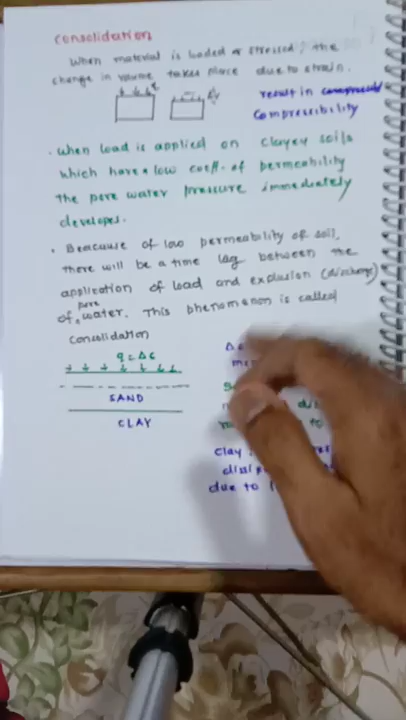 Consolidation
When material is loaded or stressed, the
change in volume takes place due to strain.
result in
Compressibility
. When load is applied on clayey soils
which have a low coeff. of permeability
the pore water pressure immediately
developes.
. Beacause of low permeability of soil,
there will be a time lag between the
application of load and explusion (discharge)
of pore water. This phenomenon is called
Consolidation
q = Δσ
SAND
CLAY
clay
due to